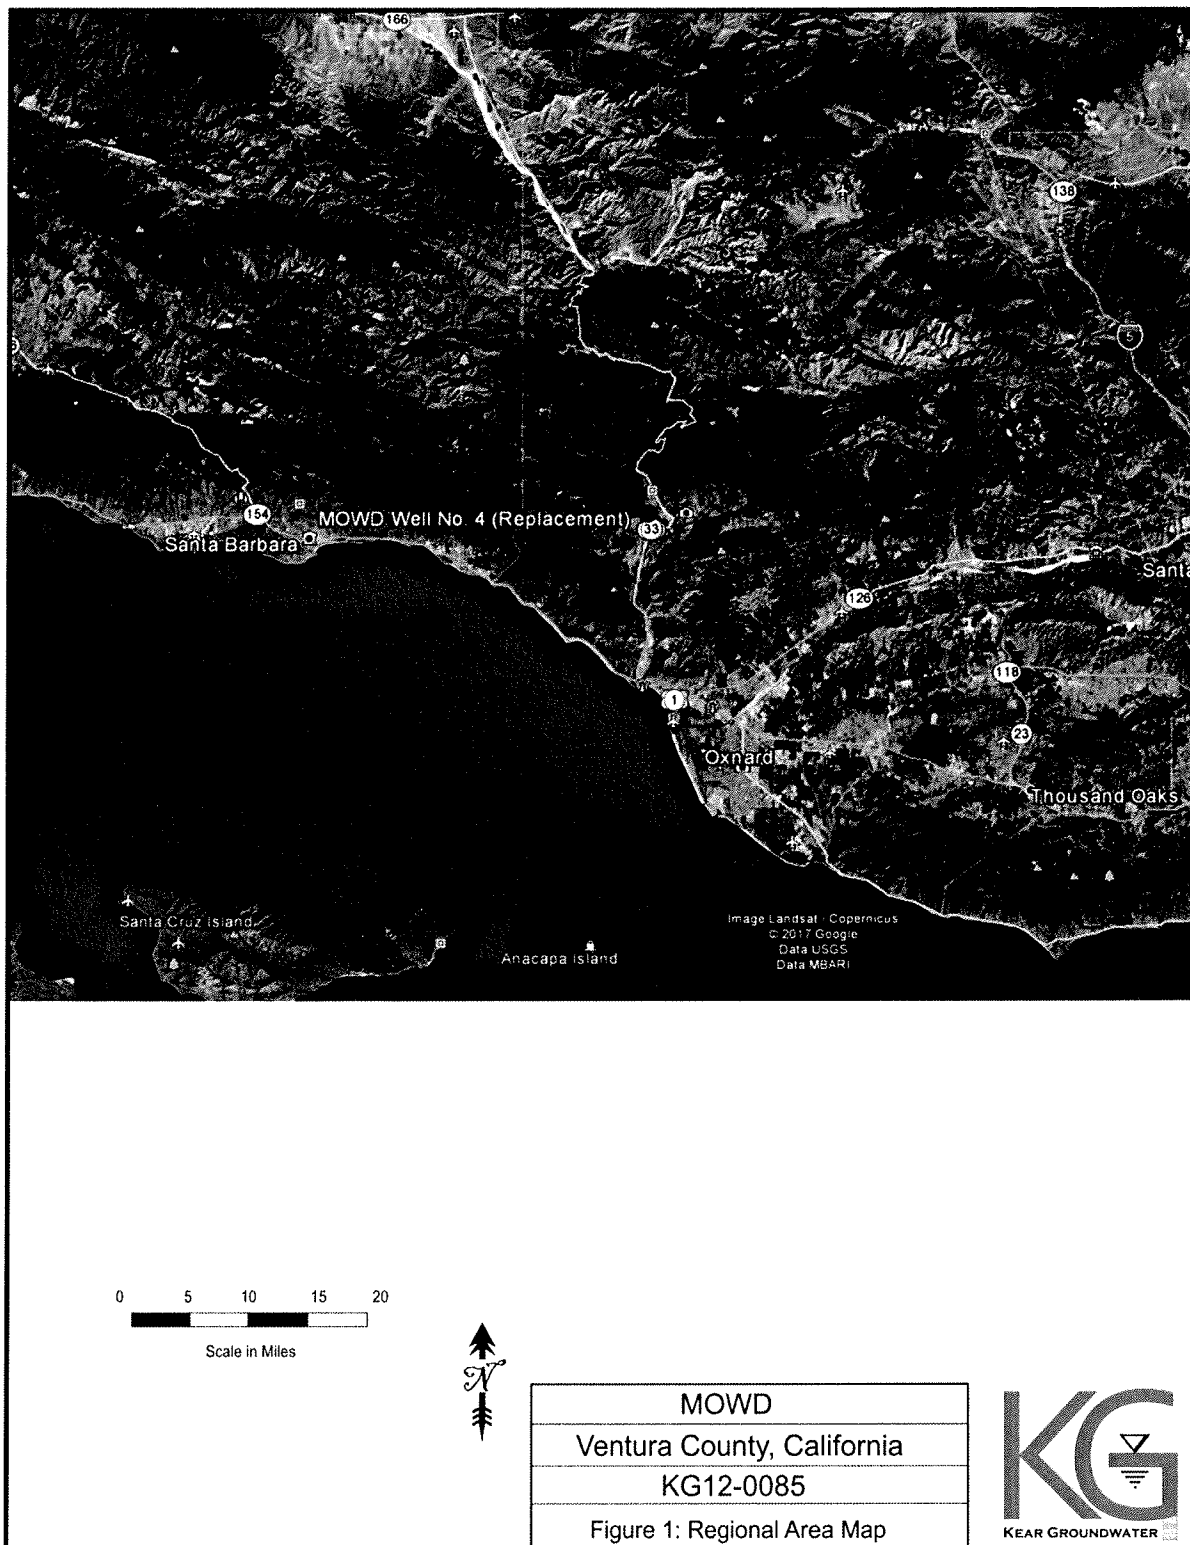 166
138
5
154
MOWD Well No. 4 (Replacement)
33
Santa Barbara
Santa
126
118
1
23
Oxnard
Thousand Oaks
Santa Cruz Island
Anacapa Island
Image Landsat / Copernicus
© 2017 Google
Data USGS
Data MBARI
0 5 10 15 20
Scale in Miles
N
MOWD
Ventura County, California
KG12-0085
Figure 1: Regional Area Map
KG
KEAR GROUNDWATER